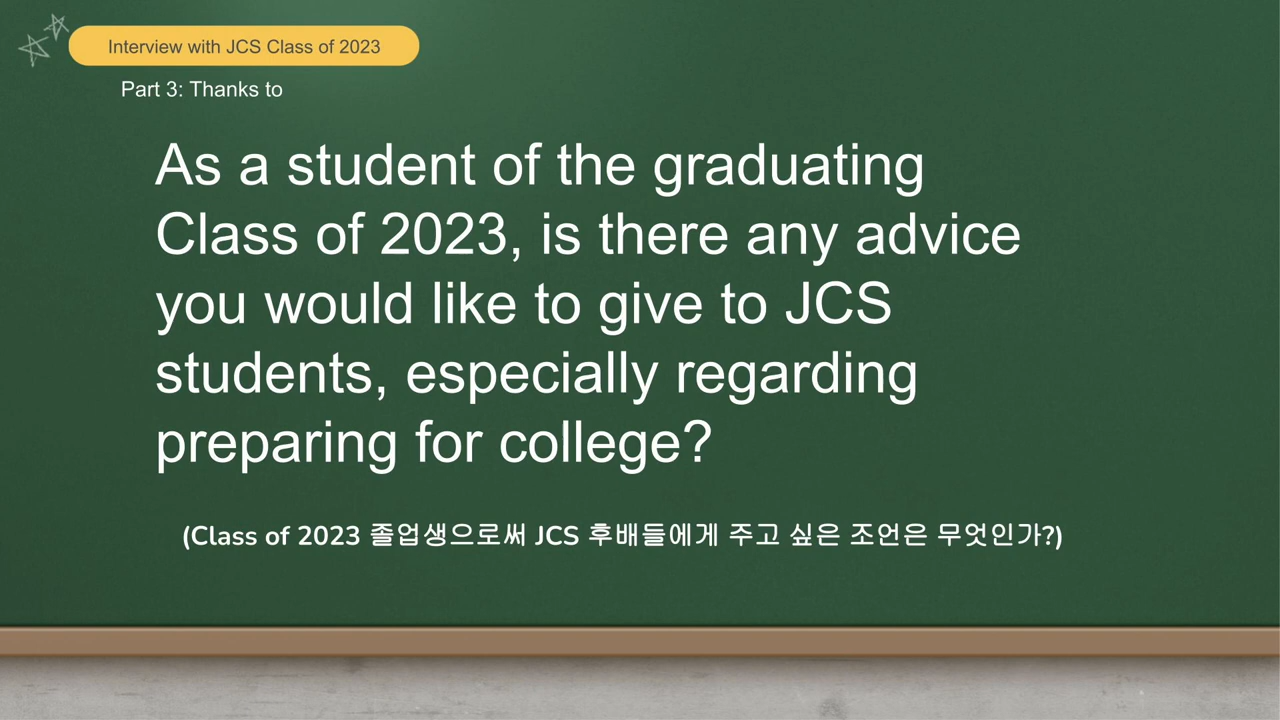 Interview with JCS Class of 2023
Part 3: Thanks to
As a student of the graduating
Class of 2023, is there any advice
you would like to give to JCS
students, especially regarding
preparing for college?
(Class of 2023 졸업생으로써 JCS 후배들에게 주고 싶은 조언은 무엇인가?)